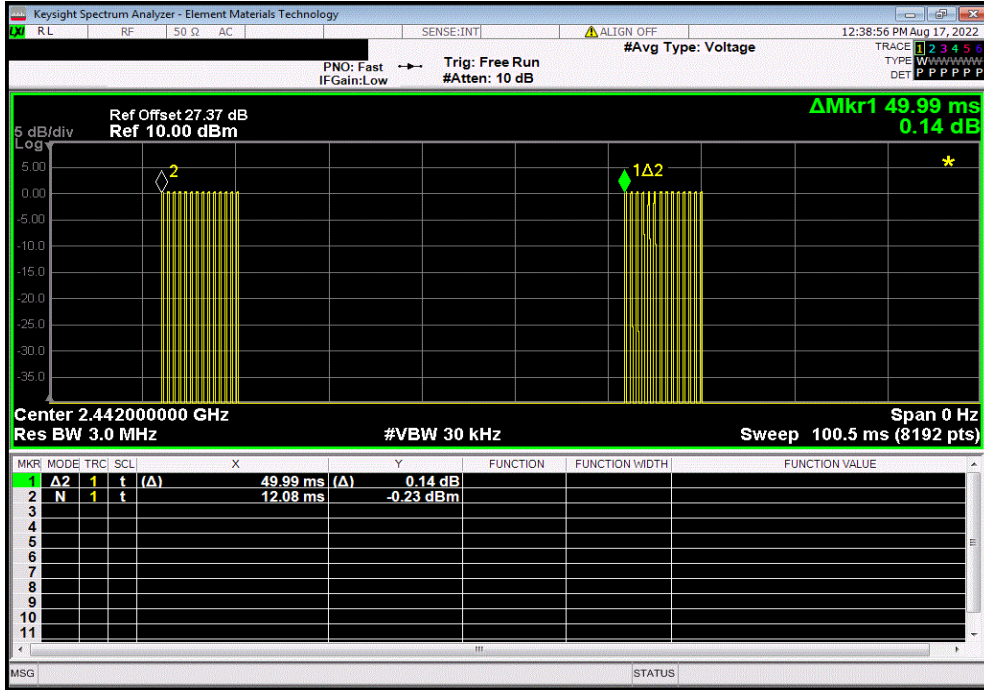 Keysight Spectrum Analyzer - Element Materials Technology
LXI RL RF 50 Ω AC SENSE:INT ALIGN OFF 12:38:56 PM Aug 17, 2022
#Avg Type: Voltage TRACE 1 2 3 4 5 6
PNO: Fast Trig: Free Run TYPE WWWWWW
IFGain:Low #Atten: 10 dB DET P P P P P P
ΔMkr1 49.99 ms
0.14 dB
Ref Offset 27.37 dB
5 dB/div Ref 10.00 dBm
Log
2
1Δ2
*
5.00
0.00
-5.00
-10.0
-15.0
-20.0
-25.0
-30.0
-35.0
Center 2.442000000 GHz Span 0 Hz
Res BW 3.0 MHz #VBW 30 kHz Sweep 100.5 ms (8192 pts)
MKR MODE TRC SCL X Y FUNCTION FUNCTION WIDTH FUNCTION VALUE
1 Δ2 1 t (Δ) 49.99 ms (Δ) 0.14 dB
2 N 1 t 12.08 ms -0.23 dBm
3
4
5
6
7
8
9
10
11
MSG STATUS